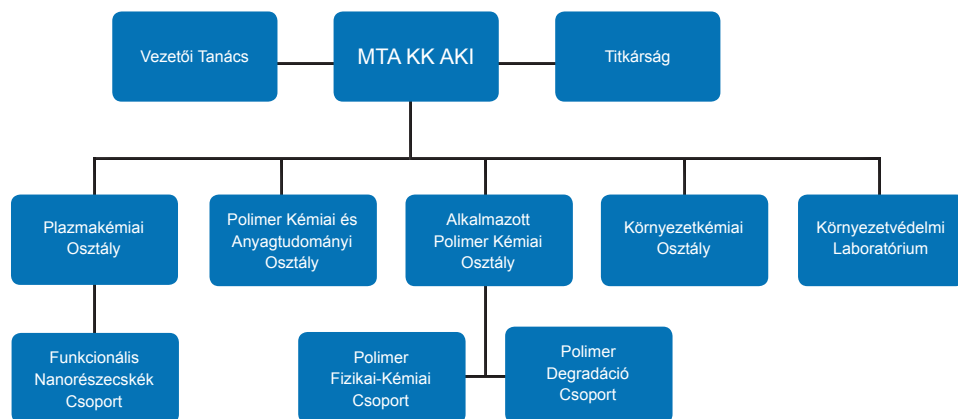 Vezetői Tanács
MTA KK AKI
Titkárság
Plazmakémiai
Osztály
Polimer Kémiai és
Anyagtudományi
Osztály
Alkalmazott
Polimer Kémiai
Osztály
Környezetkémiai
Osztály
Környezetvédelmi
Laboratórium
Funkcionális
Nanorészecskék
Csoport
Polimer
Fizikai-Kémiai
Csoport
Polimer
Degradáció
Csoport